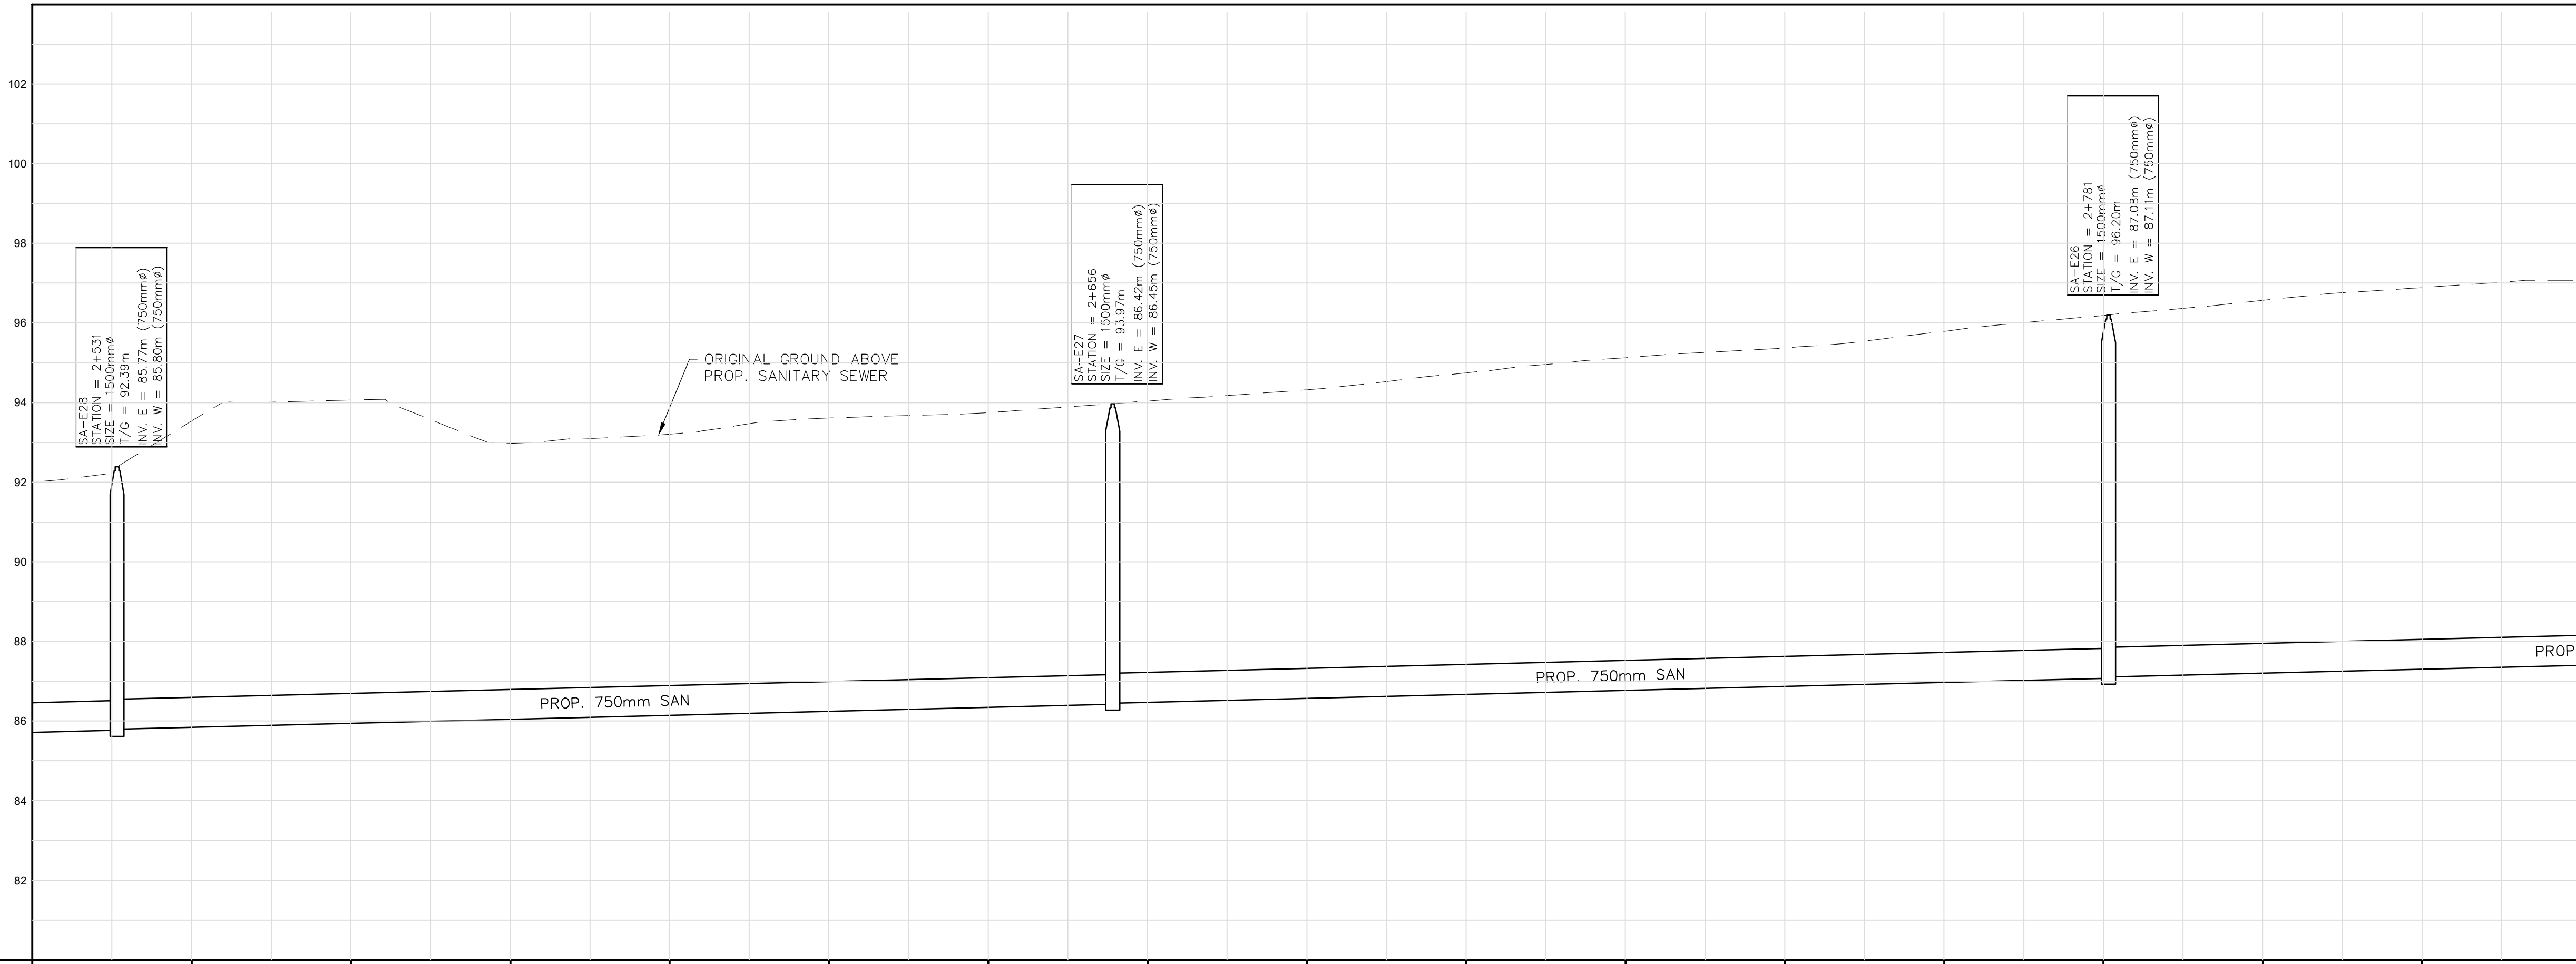 102
100
98
96
94
92
90
88
86
84
82
SA-E28
STATION = 2+531
SIZE = 1500mmø
T/G = 92.39m
INV. E = 85.77m (750mmø)
INV. W = 85.80m (750mmø)
ORIGINAL GROUND ABOVE
PROP. SANITARY SEWER
SA-E27
STATION = 2+656
SIZE = 1500mmø
T/G = 93.97m
INV. E = 86.42m (750mmø)
INV. W = 86.45m (750mmø)
SA-E26
STATION = 2+781
SIZE = 1500mmø
T/G = 96.20m
INV. E = 87.08m (750mmø)
INV. W = 87.11m (750mmø)
PROP. 750mm SAN
PROP. 750mm SAN
PROP